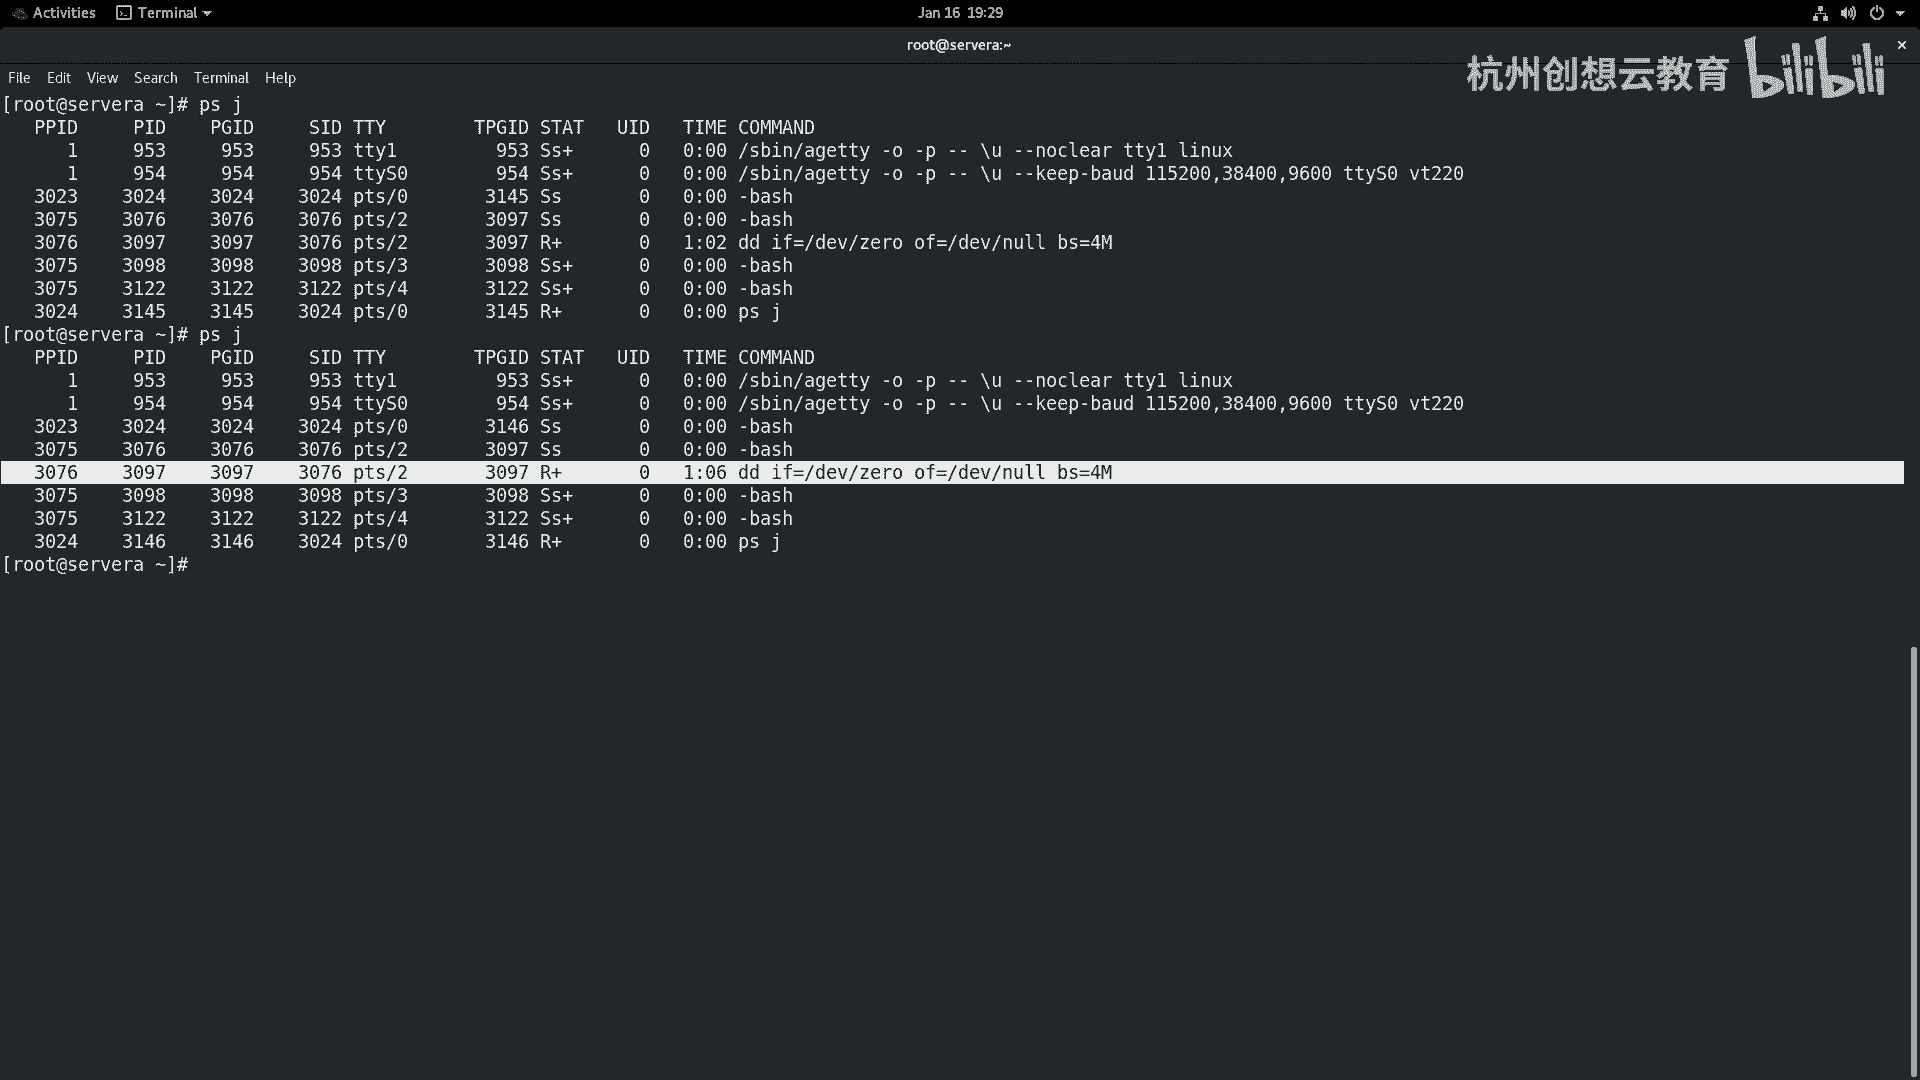 Activities Terminal Jan 16 19:29
root@servera:~ ×
File Edit View Search Terminal Help
杭州创想云教育 bilibili
[root@servera ~]# ps j
   PPID     PID    PGID     SID TTY        TPGID STAT   UID   TIME COMMAND
      1     953     953     953 tty1         953 Ss+      0   0:00 /sbin/agetty -o -p -- \u --noclear tty1 linux
      1     954     954     954 ttyS0        954 Ss+      0   0:00 /sbin/agetty -o -p -- \u --keep-baud 115200,38400,9600 ttyS0 vt220
   3023    3024    3024    3024 pts/0       3145 Ss       0   0:00 -bash
   3075    3076    3076    3076 pts/2       3097 Ss       0   0:00 -bash
   3076    3097    3097    3076 pts/2       3097 R+       0   1:02 dd if=/dev/zero of=/dev/null bs=4M
   3075    3098    3098    3098 pts/3       3098 Ss+      0   0:00 -bash
   3075    3122    3122    3122 pts/4       3122 Ss+      0   0:00 -bash
   3024    3145    3145    3024 pts/0       3145 R+       0   0:00 ps j
[root@servera ~]# ps j
   PPID     PID    PGID     SID TTY        TPGID STAT   UID   TIME COMMAND
      1     953     953     953 tty1         953 Ss+      0   0:00 /sbin/agetty -o -p -- \u --noclear tty1 linux
      1     954     954     954 ttyS0        954 Ss+      0   0:00 /sbin/agetty -o -p -- \u --keep-baud 115200,38400,9600 ttyS0 vt220
   3023    3024    3024    3024 pts/0       3146 Ss       0   0:00 -bash
   3075    3076    3076    3076 pts/2       3097 Ss       0   0:00 -bash
   3076    3097    3097    3076 pts/2       3097 R+       0   1:06 dd if=/dev/zero of=/dev/null bs=4M
   3075    3098    3098    3098 pts/3       3098 Ss+      0   0:00 -bash
   3075    3122    3122    3122 pts/4       3122 Ss+      0   0:00 -bash
   3024    3146    3146    3024 pts/0       3146 R+       0   0:00 ps j
[root@servera ~]#